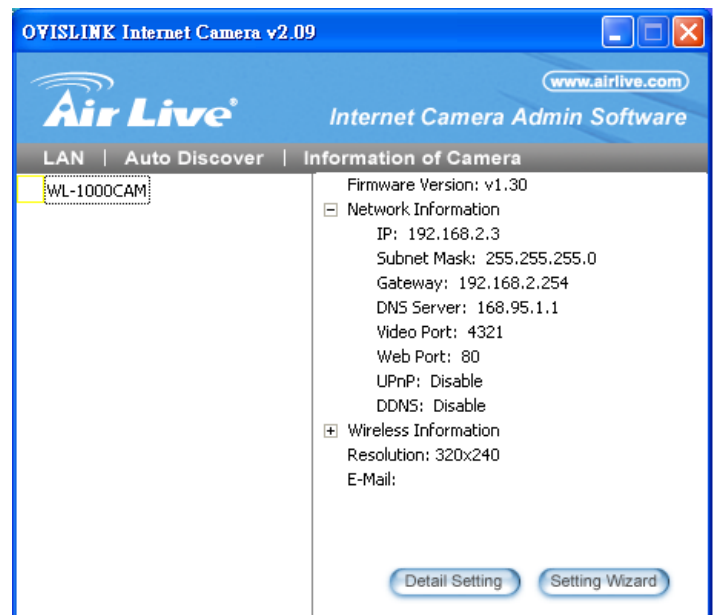 OVISLINK Internet Camera v2.09
www.airlive.com
Air Live®
Internet Camera Admin Software
LAN | Auto Discover | Information of Camera
WL-1000CAM
Firmware Version: v1.30
Network Information
IP: 192.168.2.3
Subnet Mask: 255.255.255.0
Gateway: 192.168.2.254
DNS Server: 168.95.1.1
Video Port: 4321
Web Port: 80
UPnP: Disable
DDNS: Disable
Wireless Information
Resolution: 320x240
E-Mail:
Detail Setting
Setting Wizard